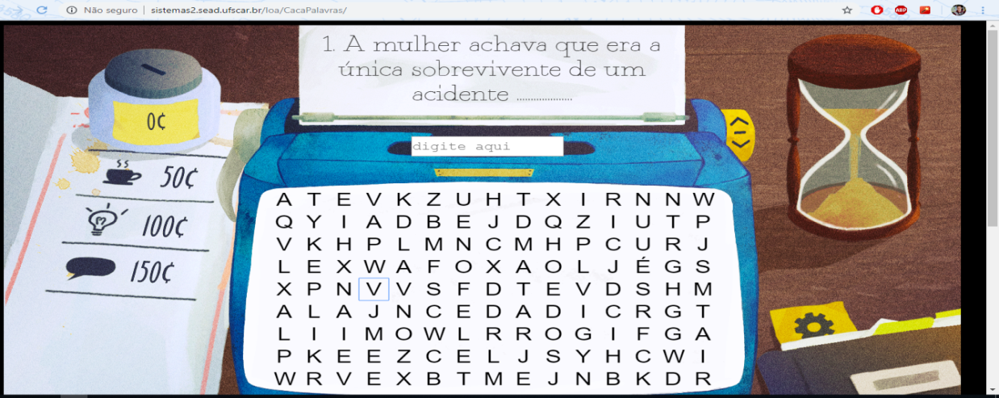 Não seguro | sistemas2.sead.ufscar.br/loa/CacaPalavras/
ABP
1. A mulher achava que era a
única sobrevivente de um
acidente .....................
0¢
50¢
100¢
150¢
digite aqui
A T E V K Z U H T X I R N N W
Q Y I A D B E J D Q Z I U T P
V K H P L M N C M H P C U R J
L E X W A F O X A O L J É G S
X P N V V S F D T E V D S H M
A L A J N C E D A D I C R G T
L I I M O W L R R O G I F G A
P K E E Z C E L J S Y H C W I
W R V E X B T M E J N B K D R